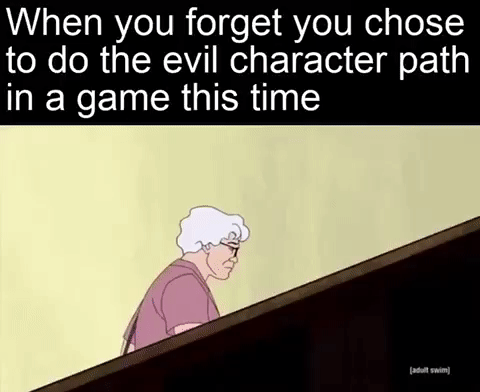 When you forget you chose
to do the evil character path
in a game this time
[adult swim]